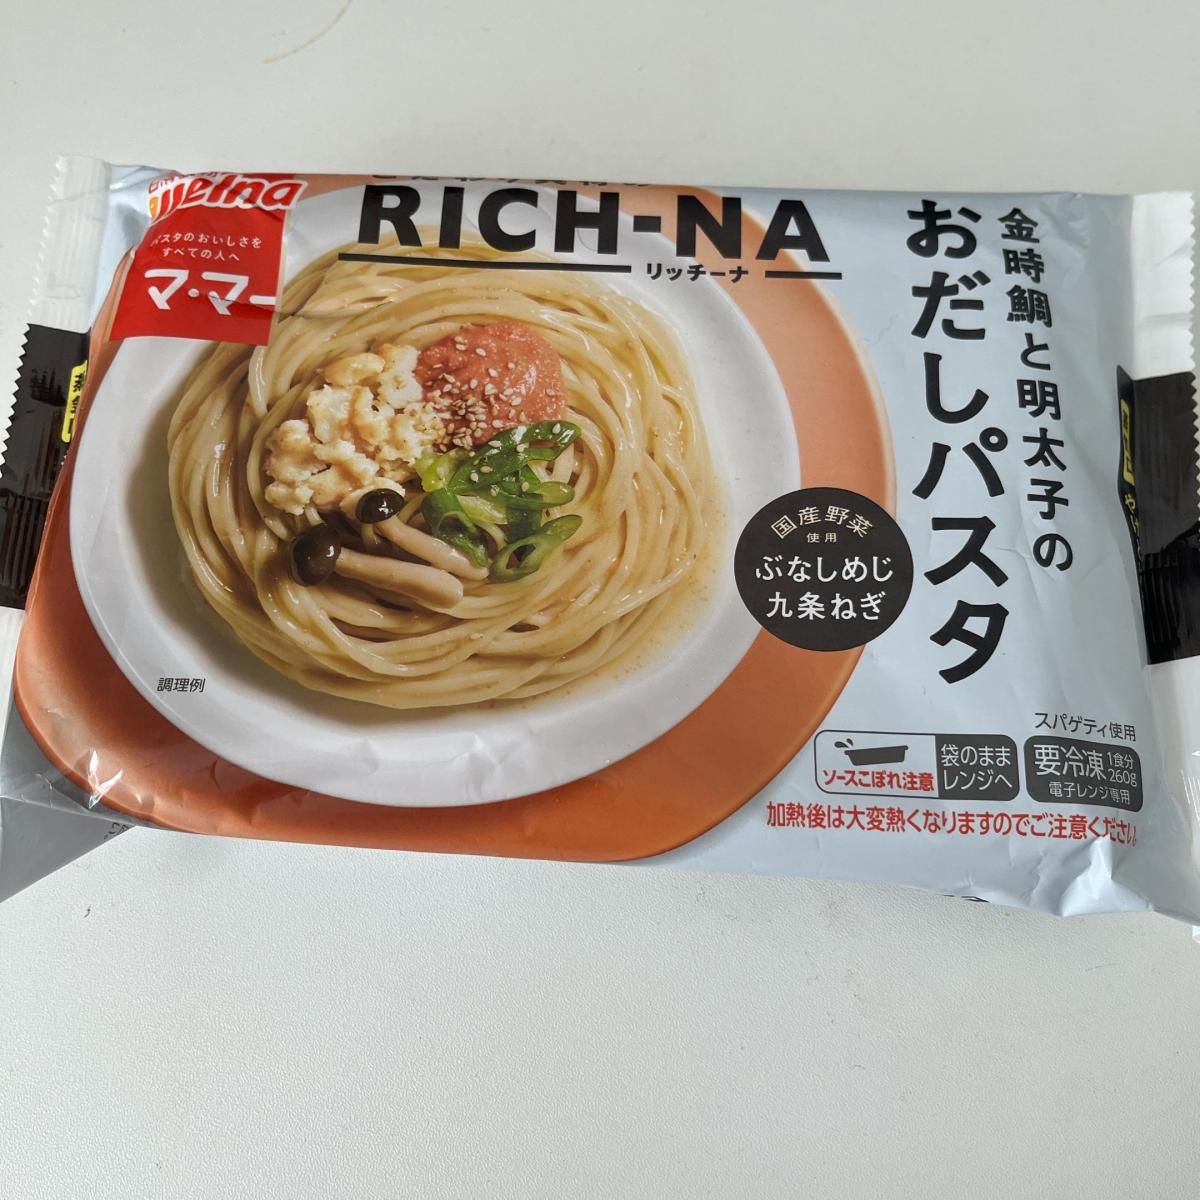 welna
パスタのおいしさを
すべての人へ
マ・マー
RICH-NA
リッチーナ
金時鯛と明太子の
おだしパスタ
国産野菜
使用
ぶなしめじ
九条ねぎ
調理例
スパゲティ使用
ソースこぼれ注意
袋のまま
レンジへ
要冷凍
1食分
260g
電子レンジ専用
加熱後は大変熱くなりますのでご注意ください。